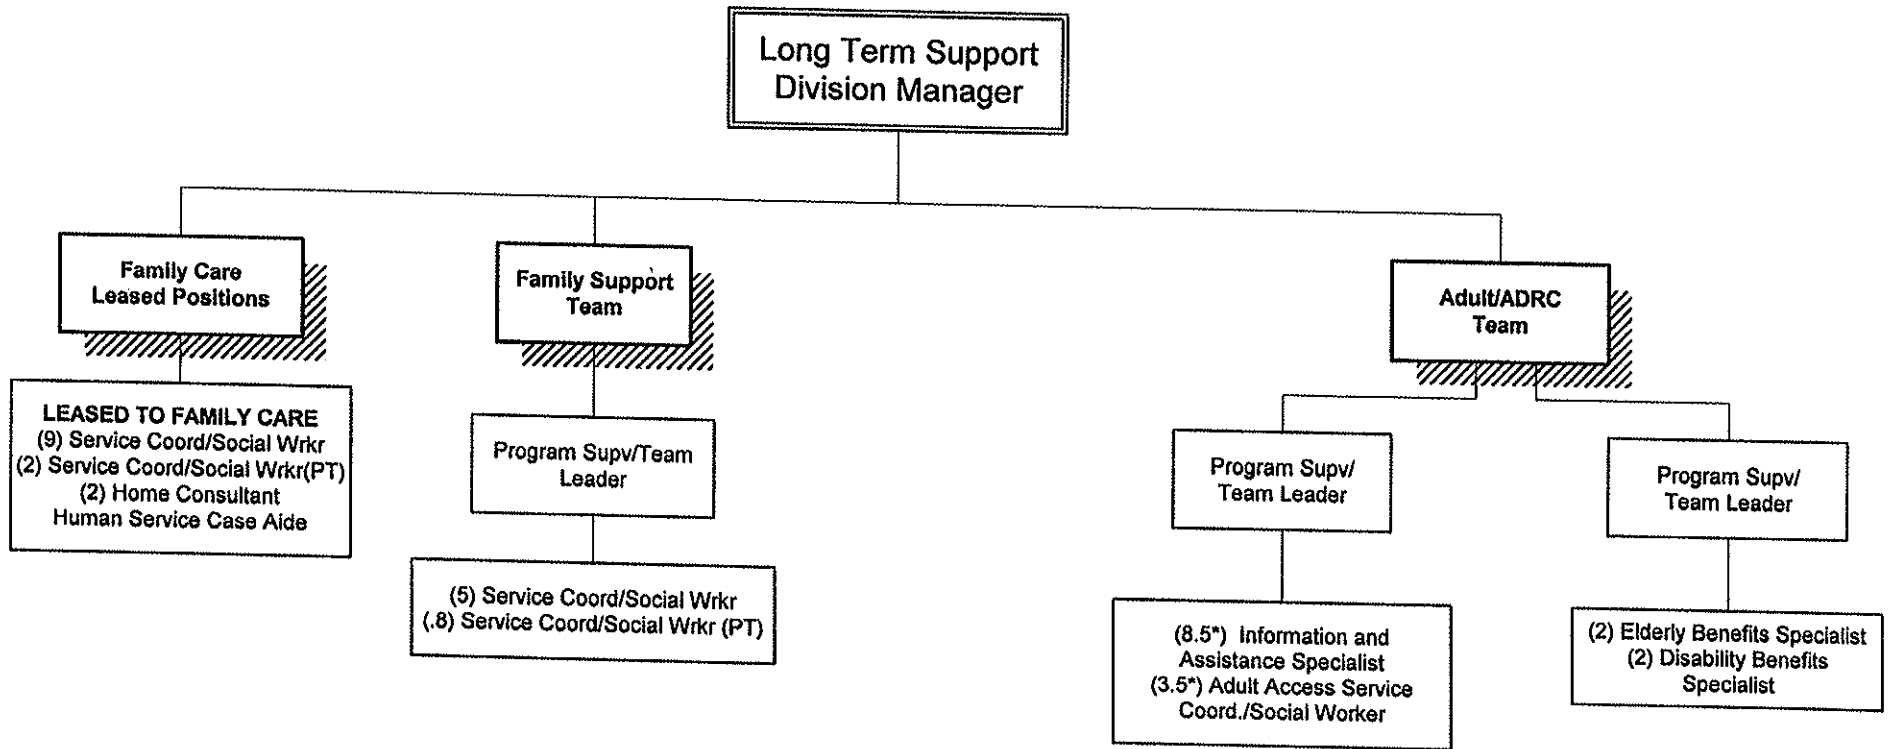 Long Term Support
Division Manager
Family Care
Leased Positions
Family Support
Team
Adult/ADRC
Team
LEASED TO FAMILY CARE
(9) Service Coord/Social Wrkr
(2) Service Coord/Social Wrkr(PT)
(2) Home Consultant
Human Service Case Aide
Program Supv/Team
Leader
Program Supv/
Team Leader
Program Supv/
Team Leader
(5) Service Coord/Social Wrkr
(.8) Service Coord/Social Wrkr (PT)
(8.5*) Information and
Assistance Specialist
(3.5*) Adult Access Service
Coord./Social Worker
(2) Elderly Benefits Specialist
(2) Disability Benefits
Specialist